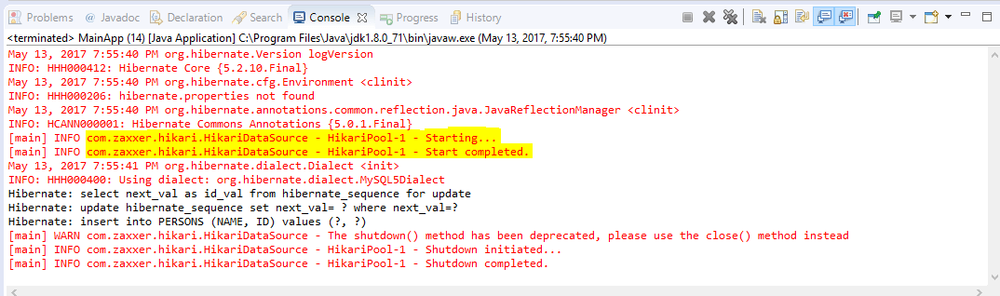 Problems @ Javadoc Declaration Search Console Progress History
<terminated> MainApp (14) [Java Application] C:\Program Files\Java\jdk1.8.0_71\bin\javaw.exe (May 13, 2017, 7:55:40 PM)
May 13, 2017 7:55:40 PM org.hibernate.Version logVersion
INFO: HHH000412: Hibernate Core {5.2.10.Final}
May 13, 2017 7:55:40 PM org.hibernate.cfg.Environment <clinit>
INFO: HHH000206: hibernate.properties not found
May 13, 2017 7:55:40 PM org.hibernate.annotations.common.reflection.java.JavaReflectionManager <clinit>
INFO: HCANN000001: Hibernate Commons Annotations {5.0.1.Final}
[main] INFO com.zaxxer.hikari.HikariDataSource - HikariPool-1 - Starting...
[main] INFO com.zaxxer.hikari.HikariDataSource - HikariPool-1 - Start completed.
May 13, 2017 7:55:41 PM org.hibernate.dialect.Dialect <init>
INFO: HHH000400: Using dialect: org.hibernate.dialect.MySQL5Dialect
Hibernate: select next_val as id_val from hibernate_sequence for update
Hibernate: update hibernate_sequence set next_val= ? where next_val=?
Hibernate: insert into PERSONS (NAME, ID) values (?, ?)
[main] WARN com.zaxxer.hikari.HikariDataSource - The shutdown() method has been deprecated, please use the close() method instead
[main] INFO com.zaxxer.hikari.HikariDataSource - HikariPool-1 - Shutdown initiated...
[main] INFO com.zaxxer.hikari.HikariDataSource - HikariPool-1 - Shutdown completed.